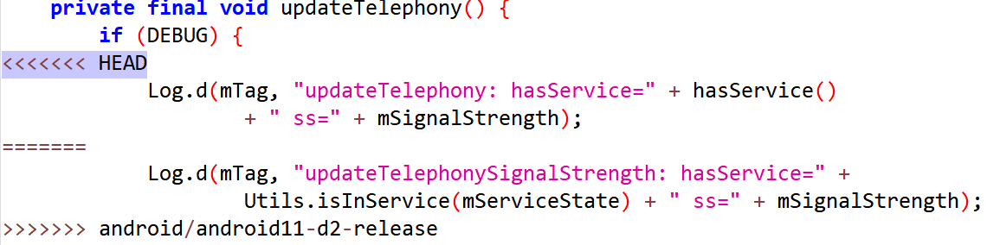 private final void updateTelephony() {
if (DEBUG) {
<<<<<<< HEAD
Log.d(mTag, "updateTelephony: hasService=" + hasService()
+ " ss=" + mSignalStrength);
=======
Log.d(mTag, "updateTelephonySignalStrength: hasService=" +
Utils.isInService(mServiceState) + " ss=" + mSignalStrength);
>>>>>>> android/android11-d2-release